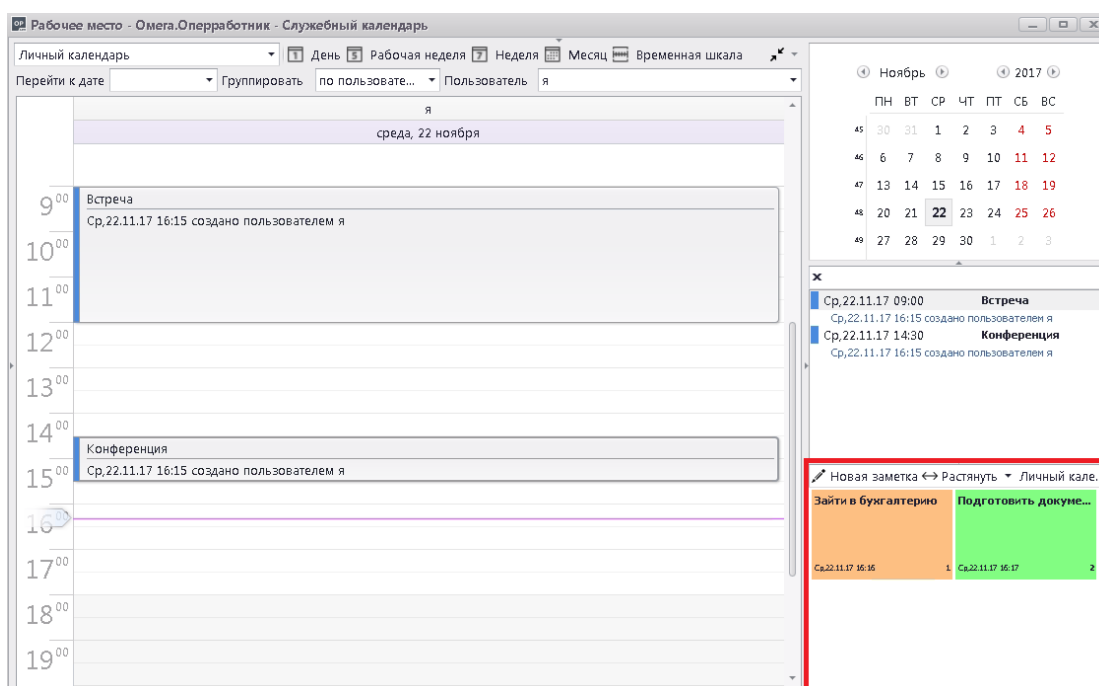 Рабочее место - Омега.Оперработник - Служебный календарь
Личный календарь 1 День 5 Рабочая неделя 7 Неделя Месяц Временная шкала
Перейти к дате Группировать по пользовате... Пользователь я
я
среда, 22 ноября
9 00
Встреча
Ср,22.11.17 16:15 создано пользователем я
10 00
11 00
12 00
13 00
14 00
Конференция
Ср,22.11.17 16:15 создано пользователем я
15 00
16 00
17 00
18 00
19 00
Ноябрь 2017
ПН ВТ СР ЧТ ПТ СБ ВС
45 30 31 1 2 3 4 5
46 6 7 8 9 10 11 12
47 13 14 15 16 17 18 19
48 20 21 22 23 24 25 26
49 27 28 29 30 1 2 3
Ср,22.11.17 09:00 Встреча
Ср,22.11.17 16:15 создано пользователем я
Ср,22.11.17 14:30 Конференция
Ср,22.11.17 16:15 создано пользователем я
Новая заметка Растянуть Личный кале.
Зайти в бухгалтерию
Ср,22.11.17 16:16 1
Подготовить докуме...
Ср,22.11.17 16:17 2